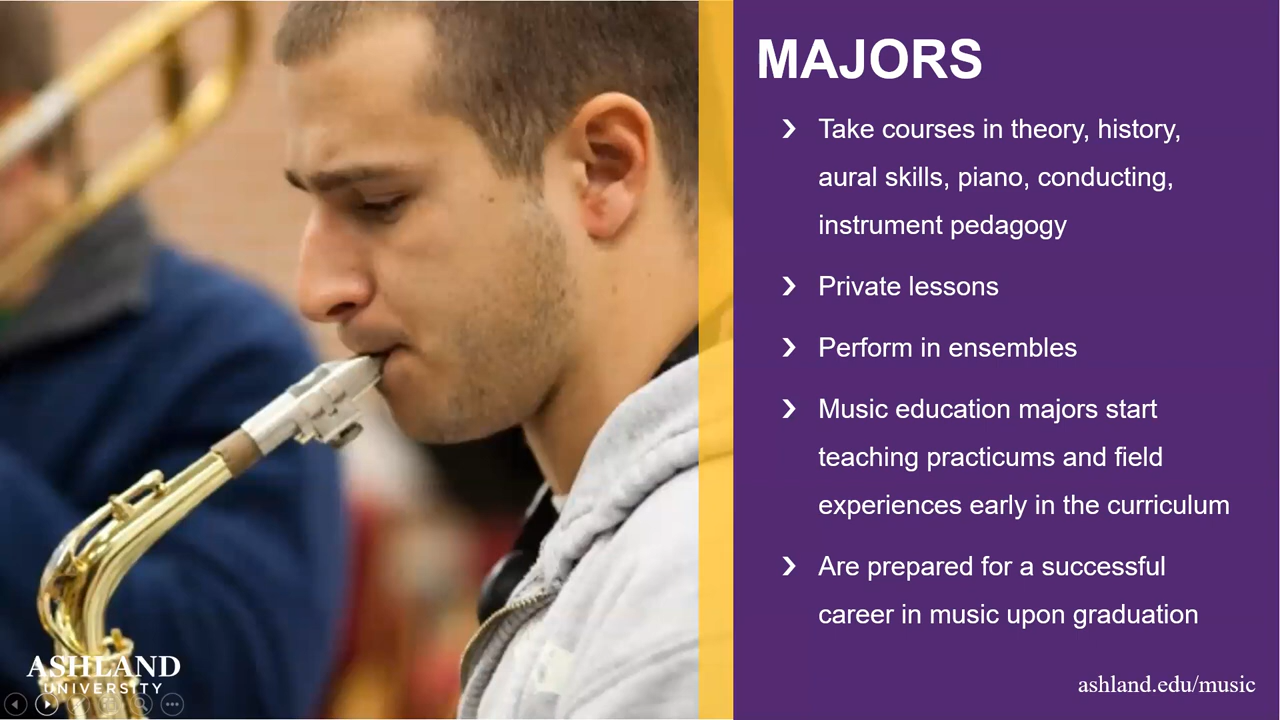 MAJORS
Take courses in theory, history,
aural skills, piano, conducting,
instrument pedagogy
Private lessons
Perform in ensembles
Music education majors start
teaching practicums and field
experiences early in the curriculum
Are prepared for a successful
career in music upon graduation
ASHLAND
UNIVERSITY
ashland.edu/music